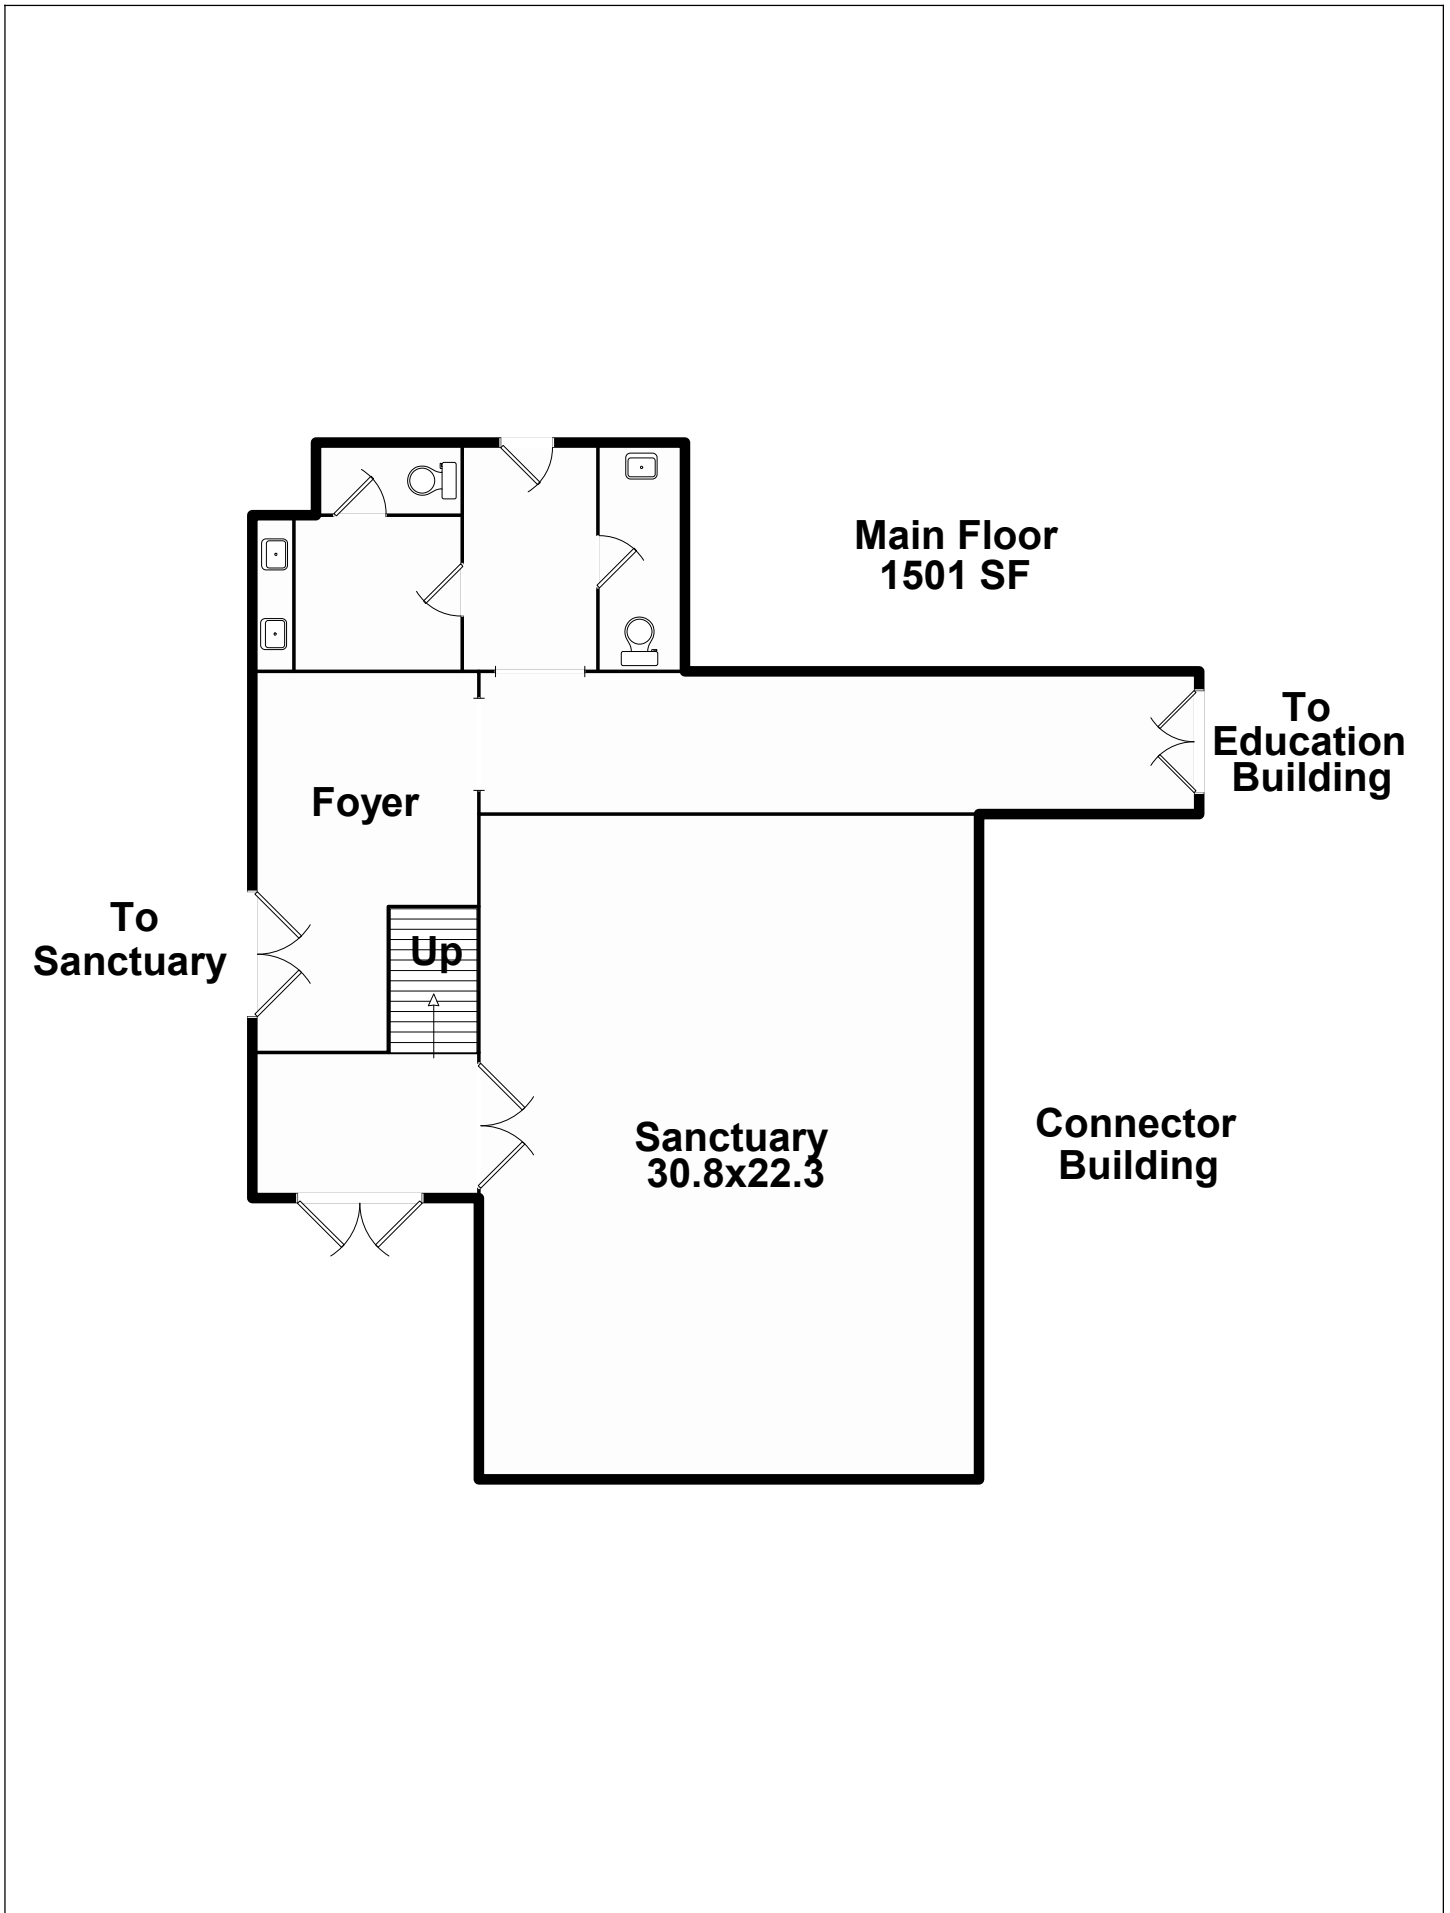 Main Floor
1501 SF
To
Education
Building
Foyer
To
Sanctuary
Up
Sanctuary
30.8x22.3
Connector
Building